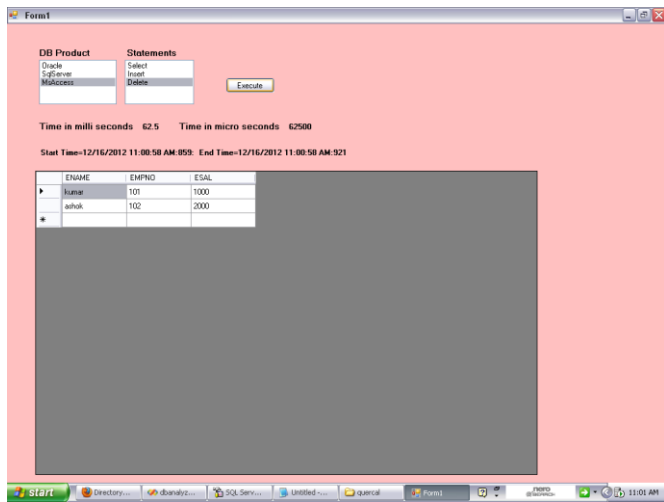 Form1
DB Product Statements
Oracle
SqlServer
MsAccess
Select
Insert
Delete
Execute
Time in milli seconds 62.5 Time in micro seconds 62500
Start Time=12/16/2012 11:00:58 AM:859: End Time=12/16/2012 11:00:58 AM:921
ENAME EMPNO ESAL
kumar 101 1000
ashok 102 2000
start Directory... dbanalyz... SQL Serv... Untitled -... quercal Form1 nero 11:01 AM